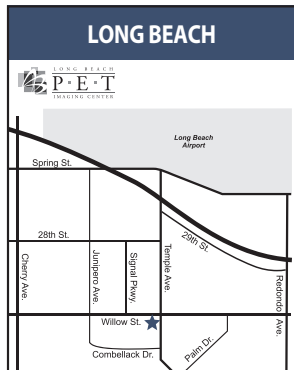 LONG BEACH
LONG BEACH
P·E·T
IMAGING CENTER
Long Beach
Airport
Spring St.
28th St.
29th St.
Cherry Ave.
Junipero Ave.
Signal Pkwy.
Temple Ave.
Redondo Ave.
Willow St.
Combellack Dr.
Palm Dr.